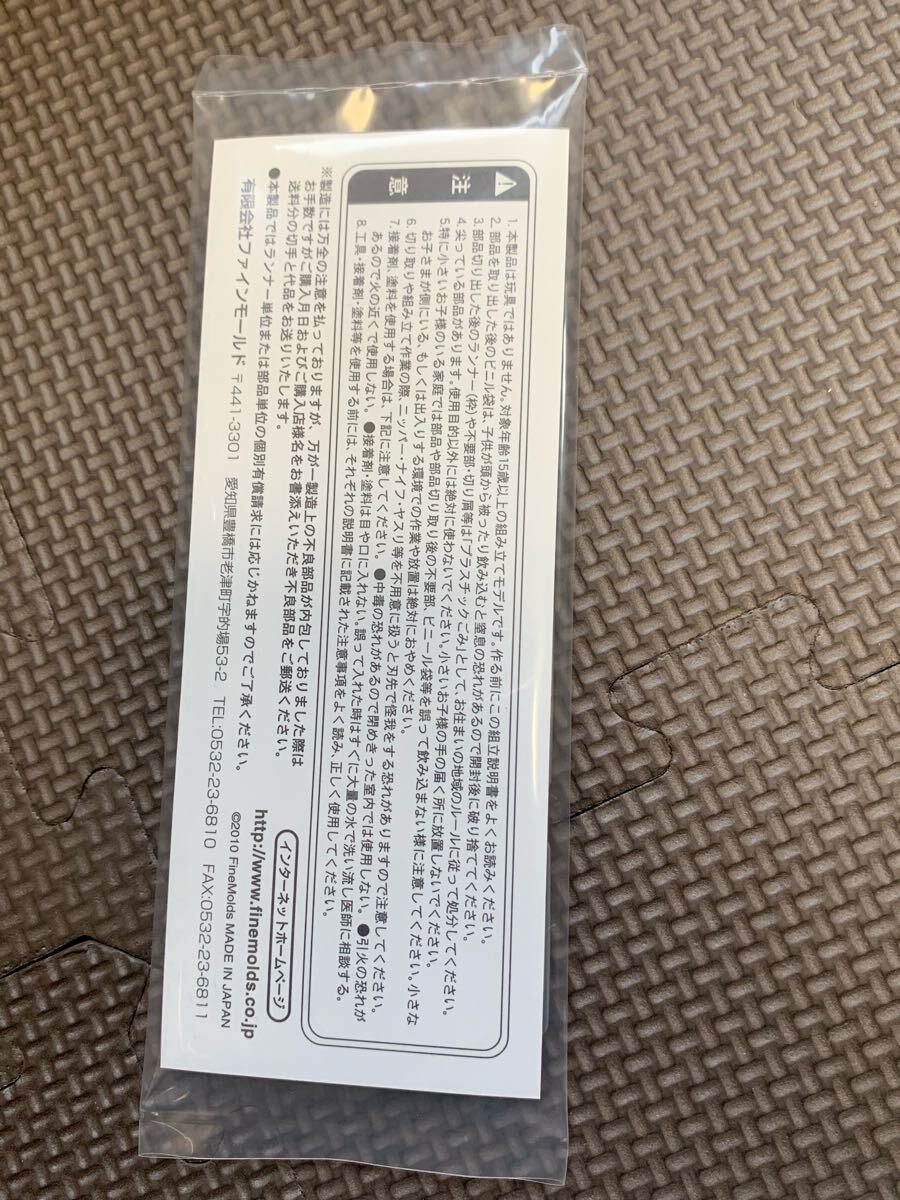 注意
1. 本製品は玩具ではありません。対象年齢15歳以上の組み立てモデルです。作る前にこの組立説明書をよくお読みください。
2. 部品を取り出した後のビニル袋は、子供が頭から被ったり飲み込むと窒息の恐れがあるので開封後に破り捨ててください。
3. 部品切り出した後のランナー(枠)や不要部・切り屑等は「プラスチックごみ」として、お住まいの地域のルールに従って処分してください。
4. 尖っている部品があります。使用目的以外には絶対に使わないでください。小さいお子様の手の届く所に放置しないでください。
5. 特に小さいお子様のいる家庭では部品や部品切り取り後の不要部、ビニール袋等を誤って飲み込まない様に注意してください。小さな
お子さまが側にいる、もしくは出入りする環境での作業や放置は絶対におやめください。
6. 切り取りや組み立て作業の際、ニッパー・ナイフ・ヤスリ等を不用意に扱うと刃先で怪我をする恐れがありますので注意してください。
7. 接着剤、塗料を使用する場合は、下記に注意してください。 ●中毒の恐れがあるので閉めきった室内では使用しない。 ●引火の恐れが
あるので火の近くで使用しない。 ●接着剤・塗料は目や口に入れない。誤って入れた時はすぐに大量の水で洗い流し医師に相談する。
8. 工具・接着剤・塗料等を使用する前には、それぞれの説明書に記載された注意事項をよく読み、正しく使用してください。
※製造には万全の注意を払っておりますが、万が一製造上の不良部品が内包しておりました際は
お手数ですがご購入月日およびご購入店様名をお書添えいただき不良部品をご郵送ください。
送料分の切手と代品をお送りいたします。
●本製品ではランナー単位または部品単位の個別有償請求には応じかねますのでご了承ください。
インターネットホームページ
http://www.finemolds.co.jp
©2010 FineMolds MADE IN JAPAN
有限会社ファインモールド 〒441-3301 愛知県豊橋市老津町字的場53-2 TEL:0532-23-6810 FAX:0532-23-6811